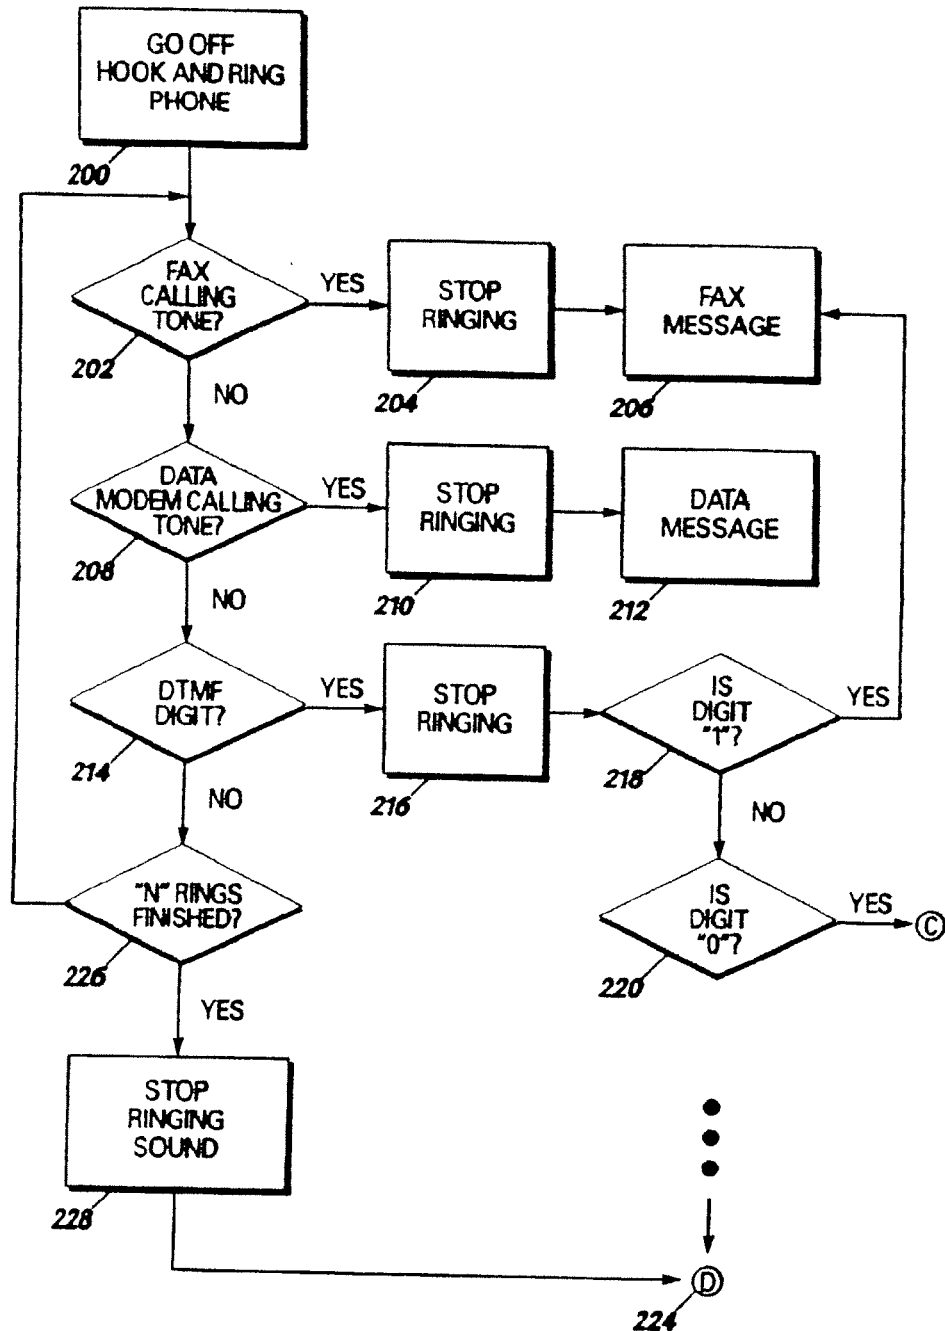 GO OFF
HOOK AND RING
PHONE
200
FAX
CALLING
TONE?
202
YES
STOP
RINGING
204
FAX
MESSAGE
206
NO
DATA
MODEM CALLING
TONE?
208
YES
STOP
RINGING
210
DATA
MESSAGE
212
NO
DTMF
DIGIT?
214
YES
STOP
RINGING
216
IS
DIGIT
"1"?
218
YES
NO
NO
"N" RINGS
FINISHED?
226
IS
DIGIT
"0"?
220
YES
C
YES
STOP
RINGING
SOUND
228
D
224